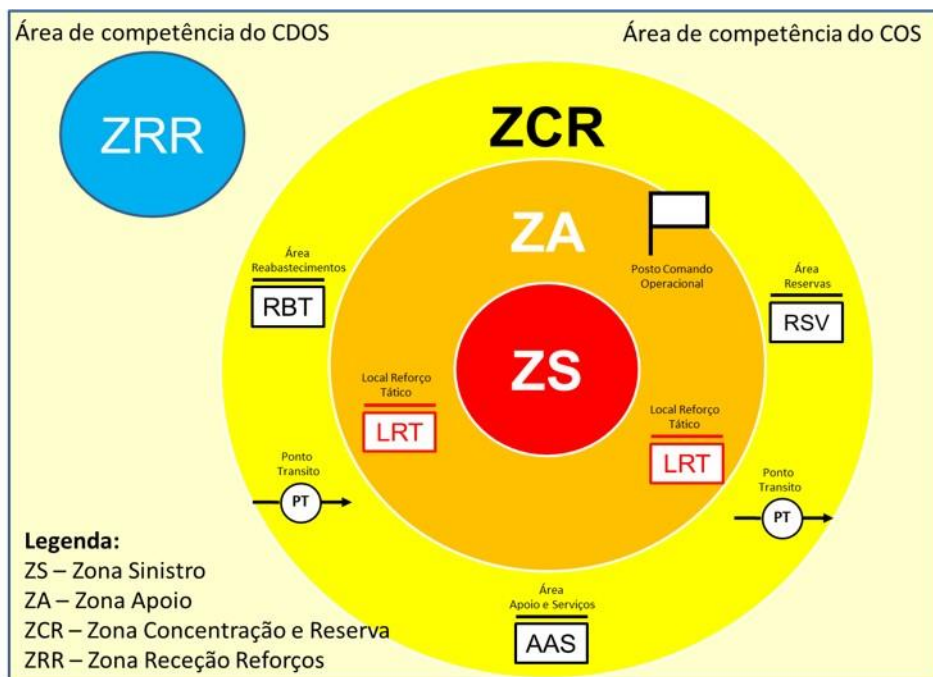 Área de competência do CDOS
Área de competência do COS
ZRR
ZCR
ZA
Posto Comando
Operacional
Área
Reabastecimentos
RBT
Área
Reservas
RSV
ZS
Local Reforço
Tático
LRT
Local Reforço
Tático
LRT
Ponto
Transito
PT
Ponto
Transito
PT
Área
Apoio e Serviços
AAS
Legenda:
ZS – Zona Sinistro
ZA – Zona Apoio
ZCR – Zona Concentração e Reserva
ZRR – Zona Receção Reforços